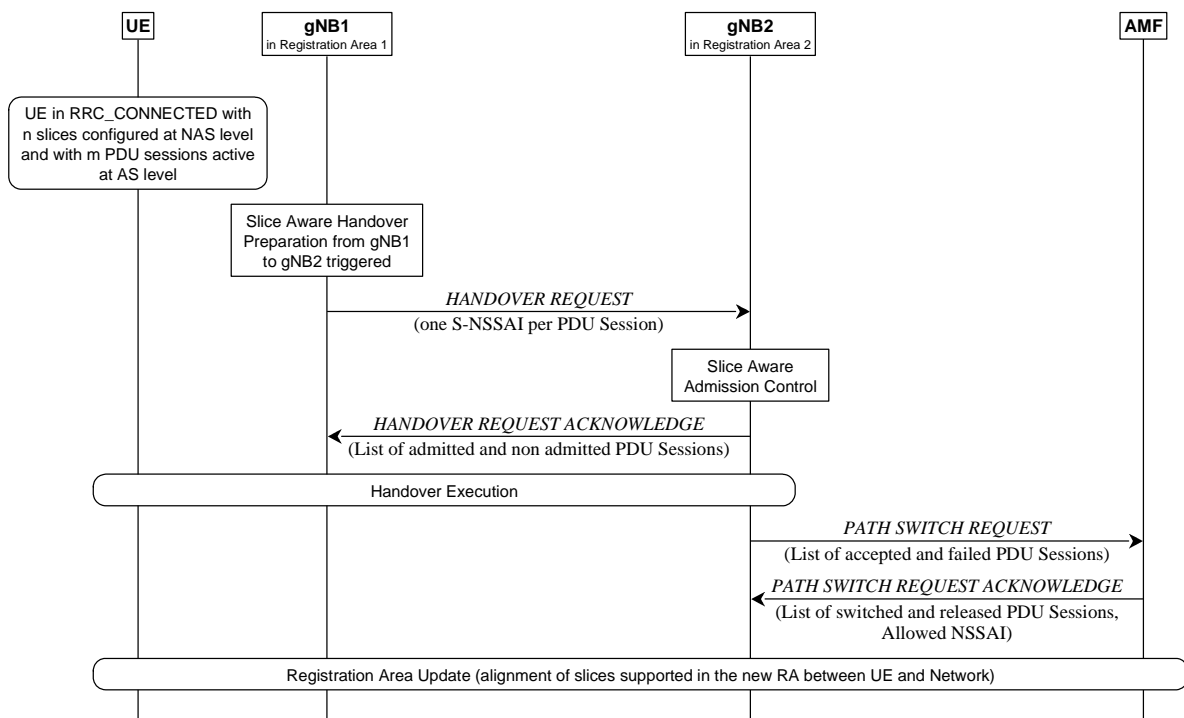 UE
gNB1
in Registration Area 1
gNB2
in Registration Area 2
AMF
UE in RRC_CONNECTED with
n slices configured at NAS level
and with m PDU sessions active
at AS level
Slice Aware Handover
Preparation from gNB1
to gNB2 triggered
HANDOVER REQUEST
(one S-NSSAI per PDU Session)
Slice Aware
Admission Control
HANDOVER REQUEST ACKNOWLEDGE
(List of admitted and non admitted PDU Sessions)
Handover Execution
PATH SWITCH REQUEST
(List of accepted and failed PDU Sessions)
PATH SWITCH REQUEST ACKNOWLEDGE
(List of switched and released PDU Sessions,
Allowed NSSAI)
Registration Area Update (alignment of slices supported in the new RA between UE and Network)